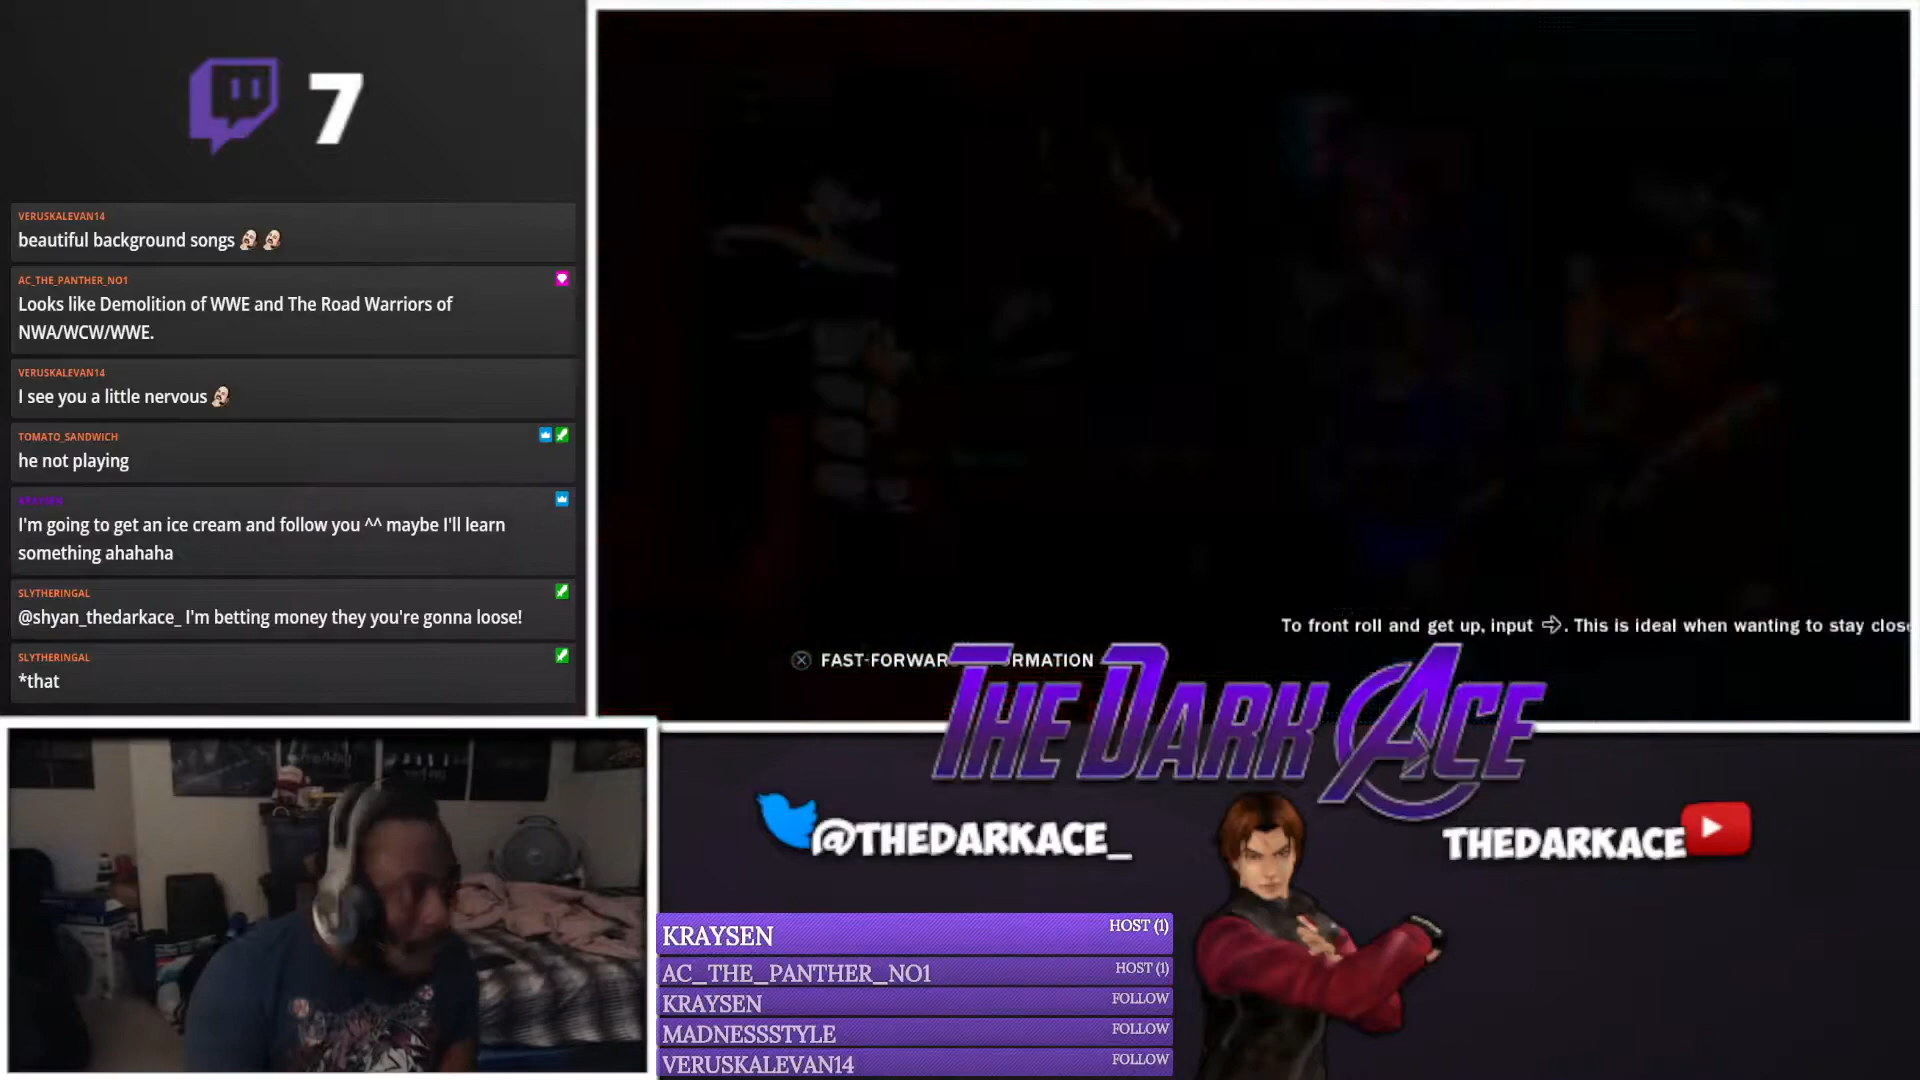 7
VERUSKALEVAN14
beautiful background songs
AC_THE_PANTHER_NO1
Looks like Demolition of WWE and The Road Warriors of
NWA/WCW/WWE.
VERUSKALEVAN14
I see you a little nervous
TOMATO_SANDWICH
he not playing
KRAYSEN
I'm going to get an ice cream and follow you ^^ maybe I'll learn
something ahahaha
SLYTHERINGAL
@shyan_thedarkace_ I'm betting money they you're gonna loose!
SLYTHERINGAL
*that
To front roll and get up, input ⇨. This is ideal when wanting to stay clos
FAST-FORWAR RMATION
THE DARK ACE
@THEDARKACE_
THEDARKACE
KRAYSEN HOST (1)
AC_THE_PANTHER_NO1 HOST (1)
KRAYSEN FOLLOW
MADNESSSTYLE FOLLOW
VERUSKALEVAN14 FOLLOW